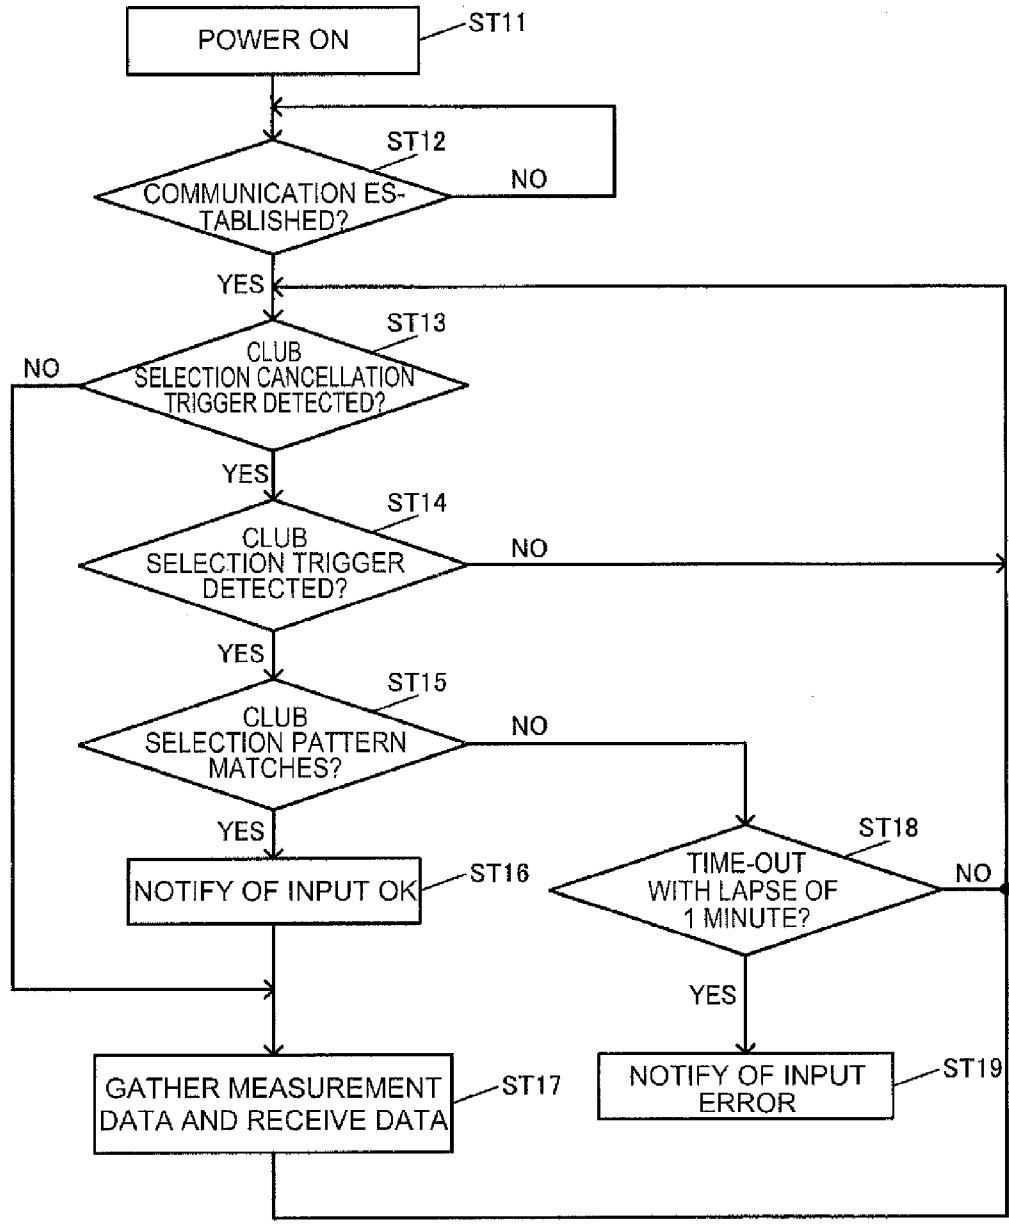 POWER ON
ST11
ST12
COMMUNICATION ES-
TABLISHED?
NO
YES
ST13
NO
CLUB
SELECTION CANCELLATION
TRIGGER DETECTED?
YES
ST14
CLUB
SELECTION TRIGGER
DETECTED?
NO
YES
ST15
CLUB
SELECTION PATTERN
MATCHES?
NO
YES
ST16
NOTIFY OF INPUT OK
ST18
TIME-OUT
WITH LAPSE OF
1 MINUTE?
NO
YES
GATHER MEASUREMENT
DATA AND RECEIVE DATA
ST17
NOTIFY OF INPUT
ERROR
ST19